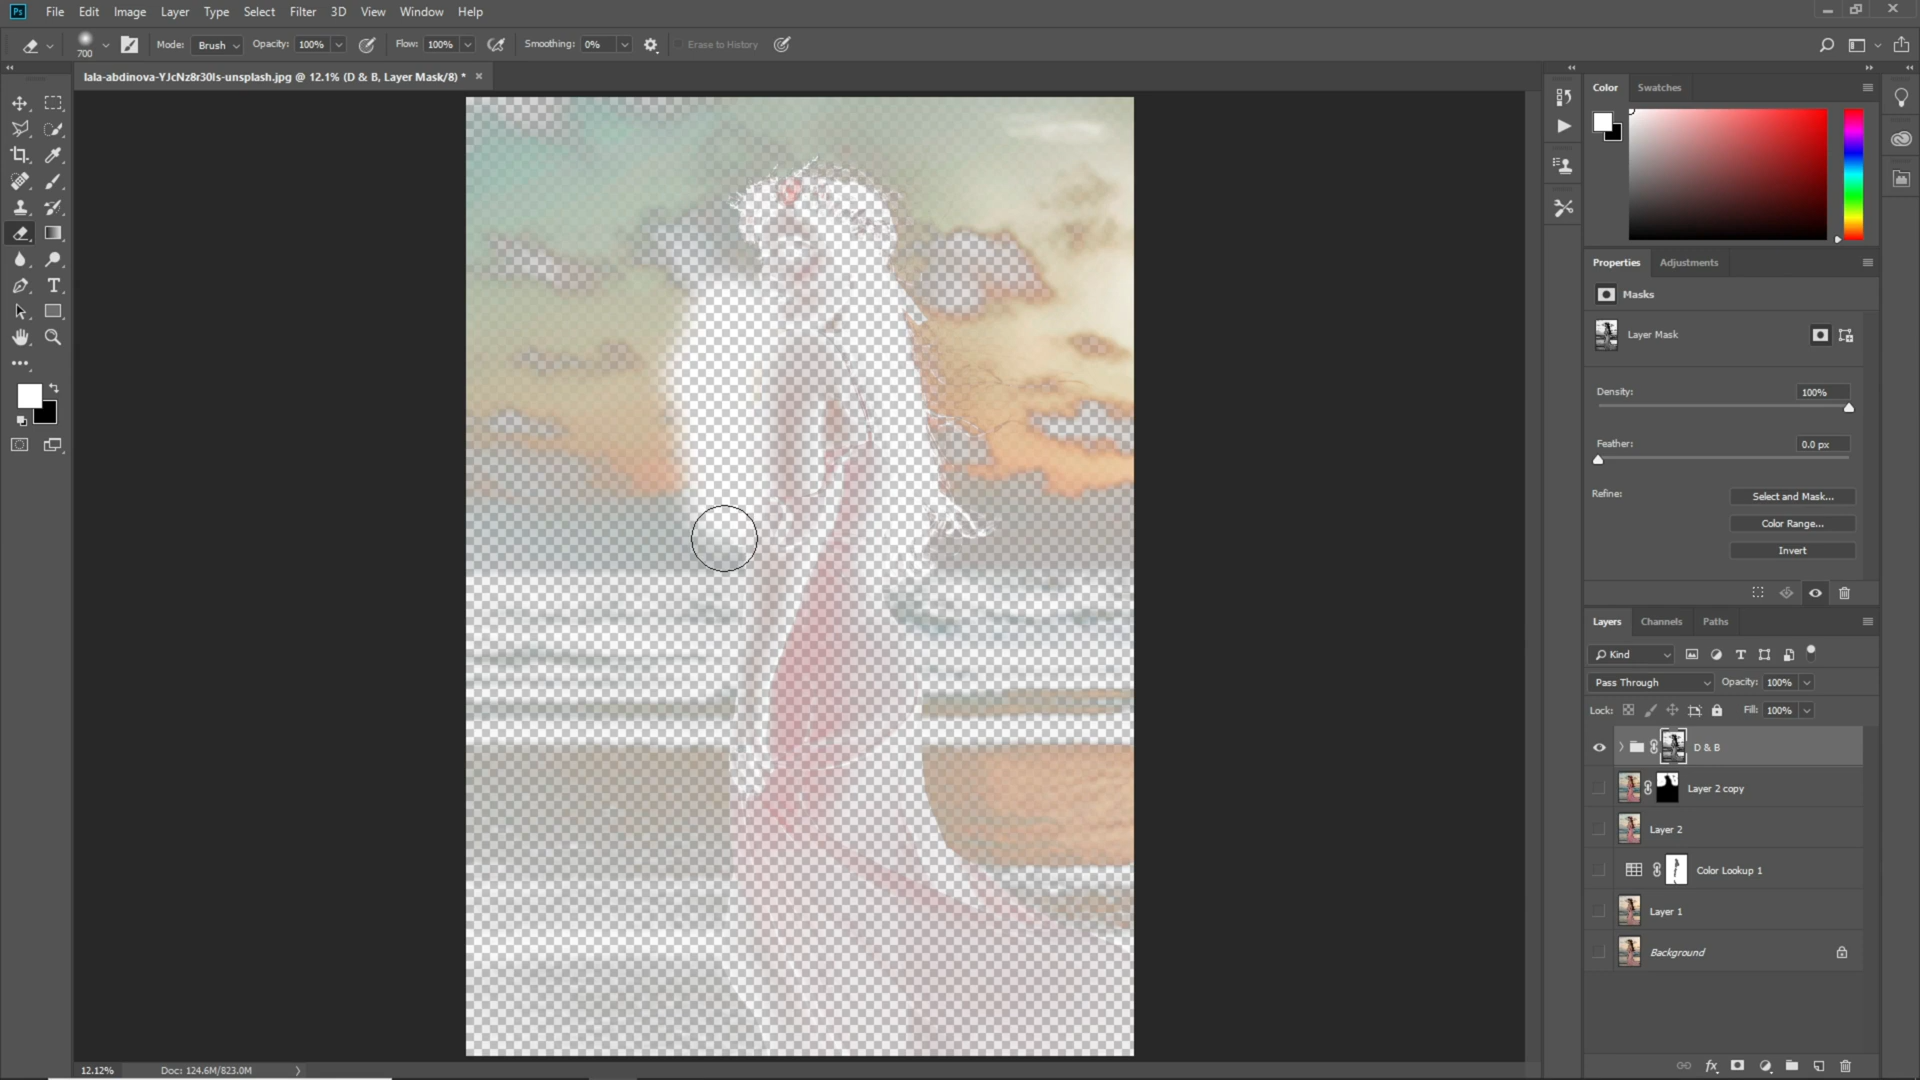 Ps File Edit Image Layer Type Select Filter 3D View Window Help
700 Mode: Brush Opacity: 100% Flow: 100% Smoothing: 0% Erase to History
lala-abdinova-YJcNz8r30ls-unsplash.jpg @ 12.1% (D & B, Layer Mask/8) *
Color Swatches
Properties Adjustments
Masks
Layer Mask
Density: 100%
Feather: 0.0 px
Refine: Select and Mask...
Color Range...
Invert
Layers Channels Paths
Kind
Pass Through Opacity: 100%
Lock: Fill: 100%
D & B
Layer 2 copy
Layer 2
Color Lookup 1
Layer 1
Background
12.12% Doc: 124.6M/823.0M